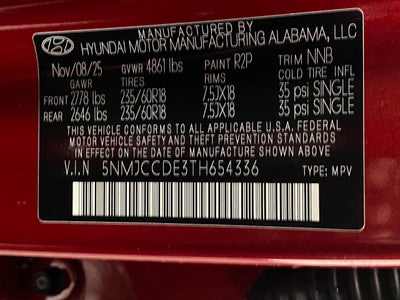 MANUFACTURED BY
HYUNDAI MOTOR MANUFACTURING ALABAMA, LLC
Nov/08/25 GVWR 4861 lbs PAINT R2P TRIM NNB
GAWR TIRES RIMS COLD TIRE INFL
FRONT 2778 lbs 235/60R18 7.5JX18 35 psi SINGLE
REAR 2646 lbs 235/60R18 7.5JX18 35 psi SINGLE
THIS VEHICLE CONFORMS TO ALL APPLICABLE U.S.A FEDERAL
MOTOR VEHICLE SAFETY AND THEFT PREVENTION STANDARDS
IN EFFECT ON THE DATE OF MANUFACTURE SHOWN ABOVE.
V.I.N 5NMJCCDE3TH654336 TYPE: MPV